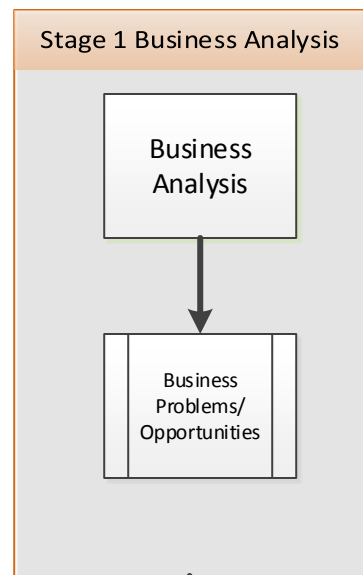 Stage 1 Business Analysis
Business
Analysis
Business
Problems/
Opportunities